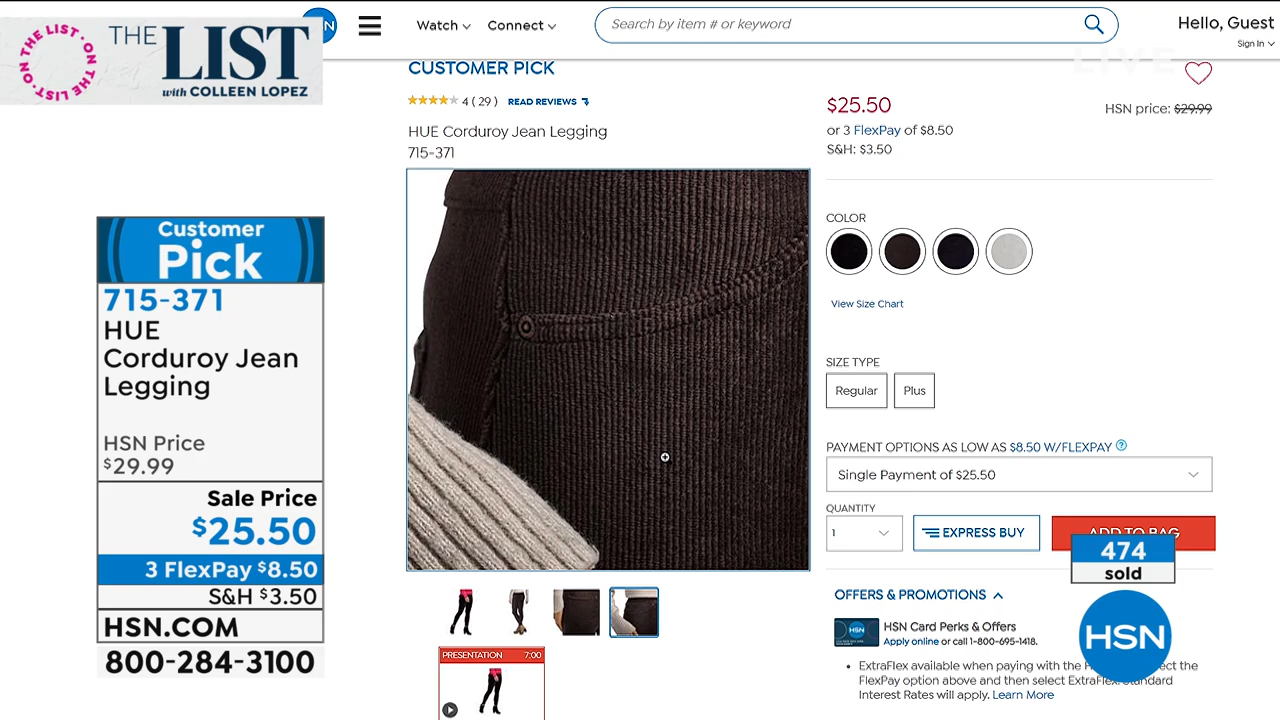 ON THE LIST • ON THE LIST •
THE LIST
with COLLEEN LOPEZ
Watch
Connect
Search by item # or keyword
Hello, Guest
Sign In
LIVE
CUSTOMER PICK
4 ( 29 ) READ REVIEWS
HUE Corduroy Jean Legging
715-371
$25.50
HSN price: $29.99
or 3 FlexPay of $8.50
S&H: $3.50
COLOR
View Size Chart
SIZE TYPE
Regular
Plus
PAYMENT OPTIONS AS LOW AS $8.50 W/FLEXPAY ?
Single Payment of $25.50
QUANTITY
1
EXPRESS BUY
ADD TO BAG
474
sold
HSN
OFFERS & PROMOTIONS
HSN
HSN Card Perks & Offers
Apply online or call 1-800-695-1418.
• ExtraFlex available when paying with the
FlexPay option above and then select ExtraFlex. Standard
Interest Rates will apply. Learn More
PRESENTATION 7:00
Customer
Pick
715-371
HUE
Corduroy Jean
Legging
HSN Price
$29.99
Sale Price
$25.50
3 FlexPay $8.50
S&H $3.50
HSN.COM
800-284-3100